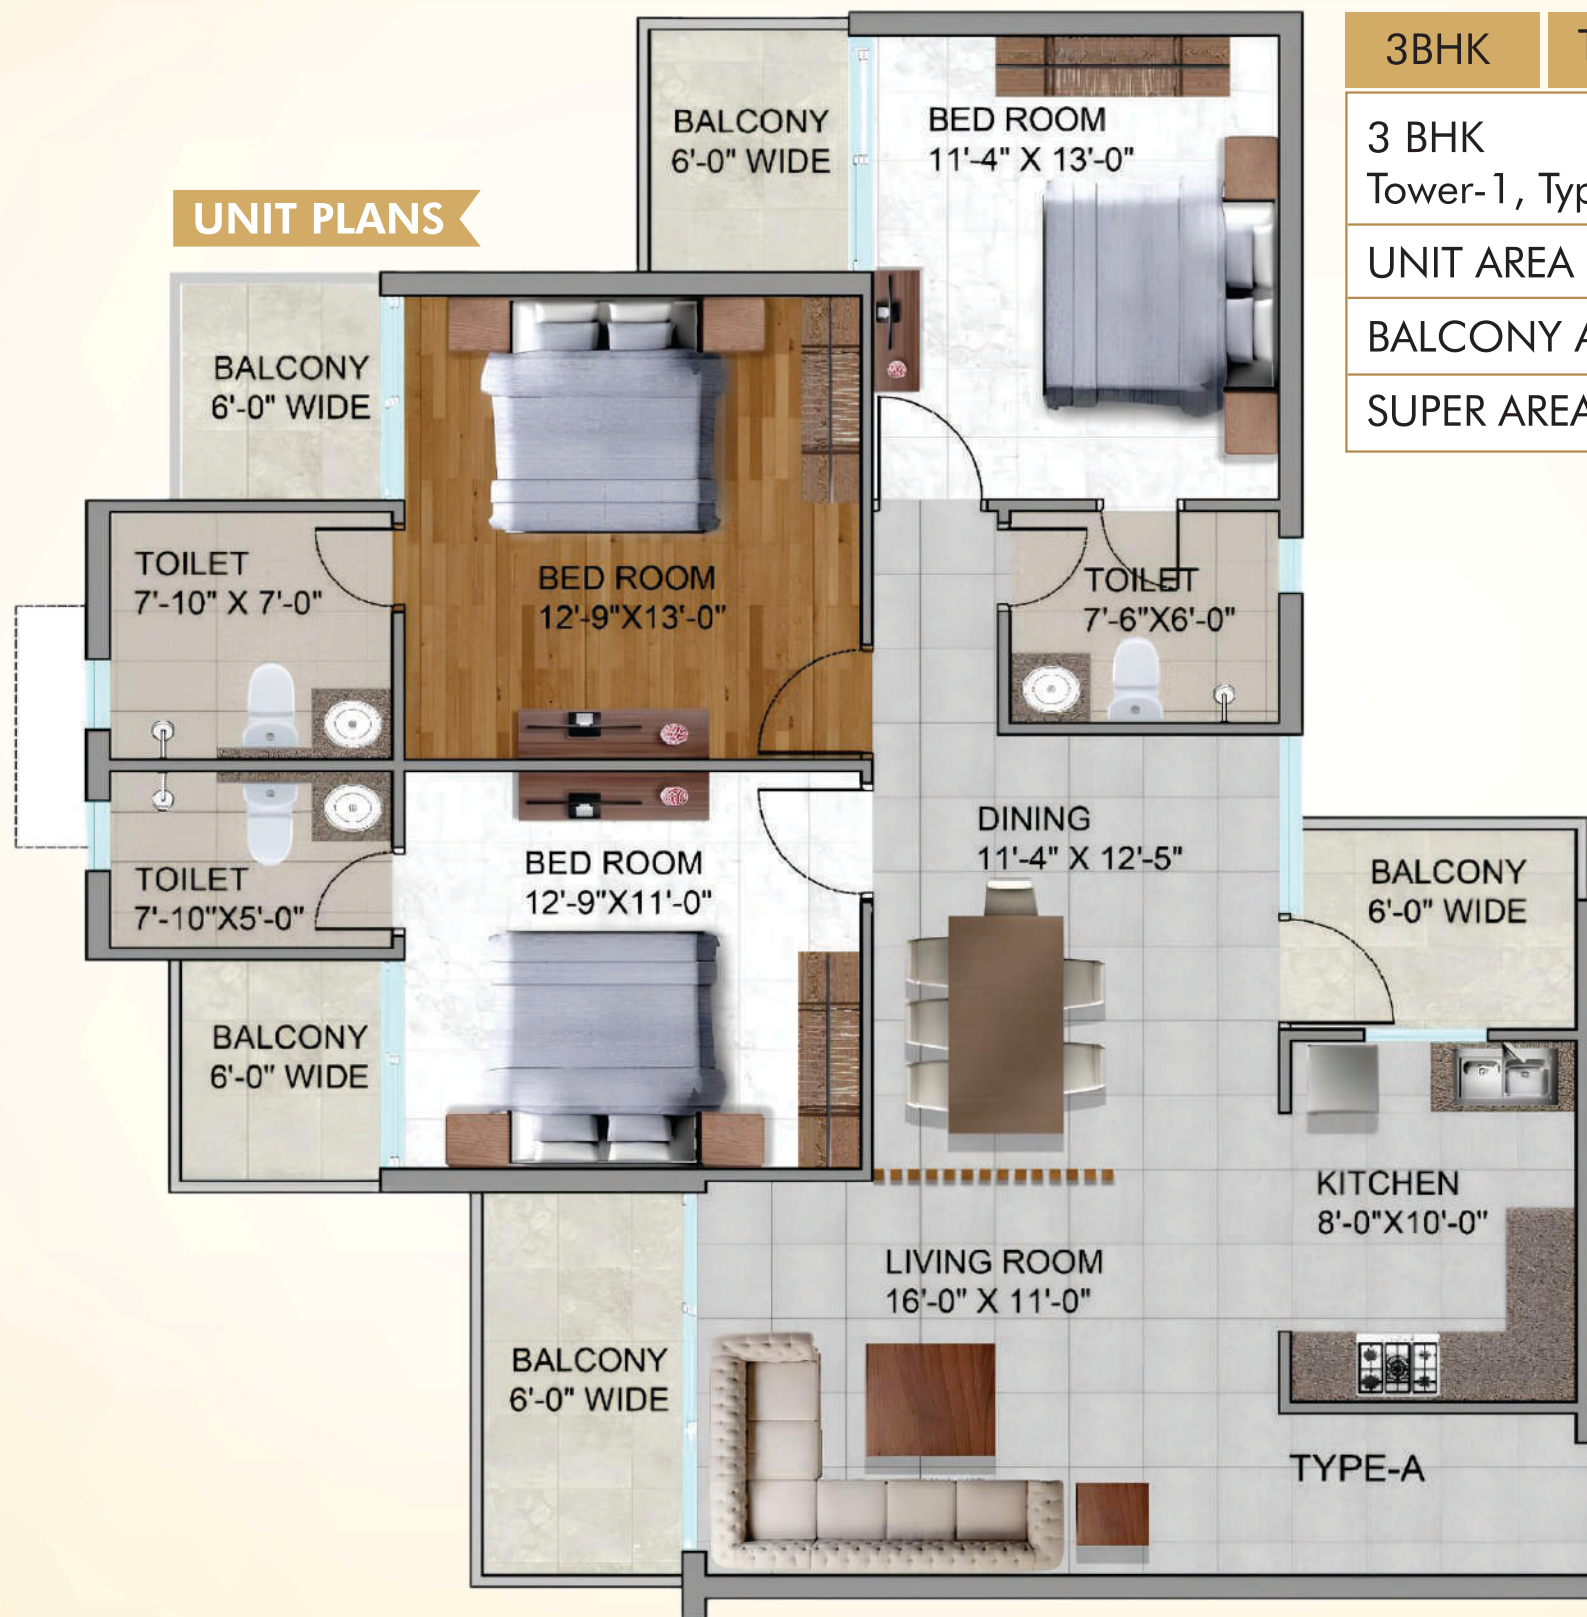 3BHK
3 BHK
Tower-1,
UNIT AREA
BALCONY
SUPER AREA
UNIT PLANS
BALCONY
6'-0" WIDE
BED ROOM
11'-4" X 13'-0"
BALCONY
6'-0" WIDE
TOILET
7'-10" X 7'-0"
BED ROOM
12'-9"X13'-0"
TOILET
7'-6"X6'-0"
DINING
11'-4" X 12'-5"
BED ROOM
12'-9"X11'-0"
TOILET
7'-10"X5'-0"
BALCONY
6'-0" WIDE
BALCONY
6'-0" WIDE
KITCHEN
8'-0"X10'-0"
LIVING ROOM
16'-0" X 11'-0"
BALCONY
6'-0" WIDE
TYPE-A